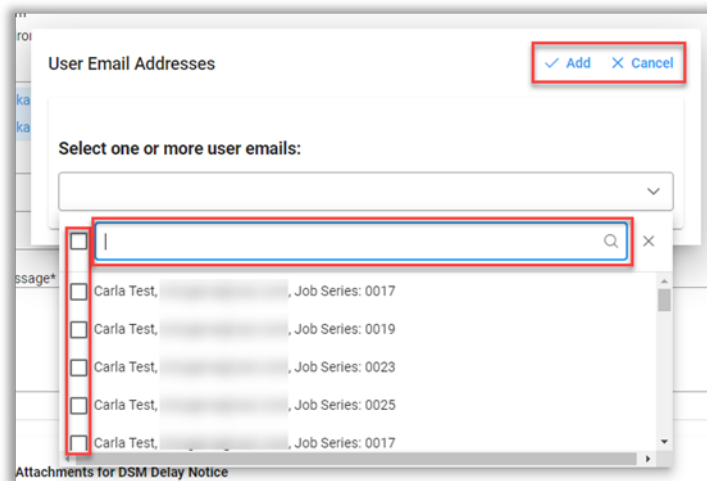 User Email Addresses
Add Cancel
Select one or more user emails:
ssage*
Carla Test, , Job Series: 0017
Carla Test, , Job Series: 0019
Carla Test, , Job Series: 0023
Carla Test, , Job Series: 0025
Carla Test, , Job Series: 0017
Attachments for DSM Delay Notice